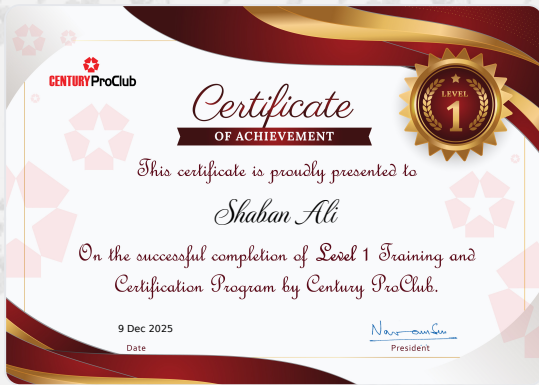 CENTURY ProClub
LEVEL
1
Certificate
OF ACHIEVEMENT
This certificate is proudly presented to
Shaban Ali
On the successful completion of Level 1 Training and
Certification Program by Century ProClub.
9 Dec 2025
Date
President